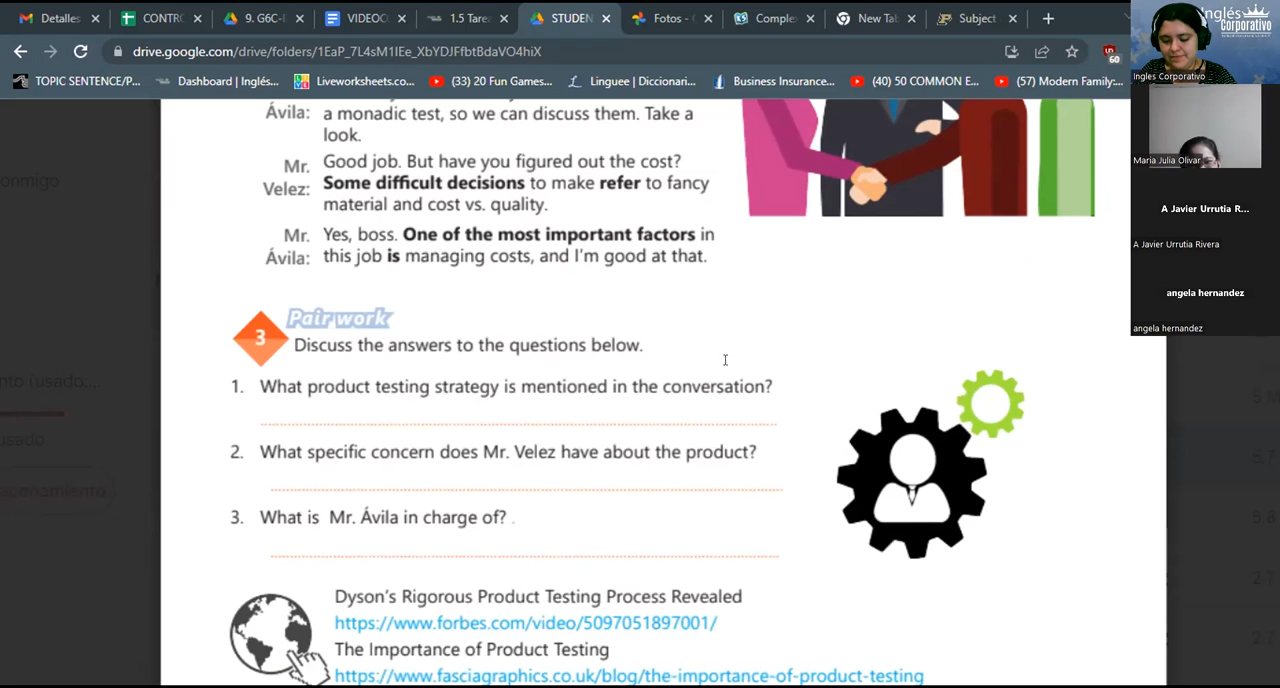 Detalles
CONTRO
9. G6C-
VIDEOC
1.5 Tarea
STUDEN
Fotos -
Comple
New Tab
Subject
drive.google.com/drive/folders/1EaP_7L4sM1IEe_XbYDJFfbtBdaVO4hiX
60
TOPIC SENTENCE/P...
Dashboard | Inglés...
Liveworksheets.co...
(33) 20 Fun Games...
Linguee | Diccionari...
Business Insurance...
(40) 50 COMMON E...
(57) Modern Family:...
Inglés
Corporativo
Ingles Corporativo
Maria Julia Olivar
A Javier Urrutia R...
A Javier Urrutia Rivera
angela hernandez
angela hernandez
onmigo
nto (usado,...
usado
acenamiento
Ávila: a monadic test, so we can discuss them. Take a
look.
Mr. Good job. But have you figured out the cost?
Velez: Some difficult decisions to make refer to fancy
material and cost vs. quality.
Mr. Yes, boss. One of the most important factors in
Ávila: this job is managing costs, and I'm good at that.
3
Pair work
Discuss the answers to the questions below.
1. What product testing strategy is mentioned in the conversation?
2. What specific concern does Mr. Velez have about the product?
3. What is Mr. Ávila in charge of?
Dyson's Rigorous Product Testing Process Revealed
https://www.forbes.com/video/5097051897001/
The Importance of Product Testing
https://www.fasciagraphics.co.uk/blog/the-importance-of-product-testing